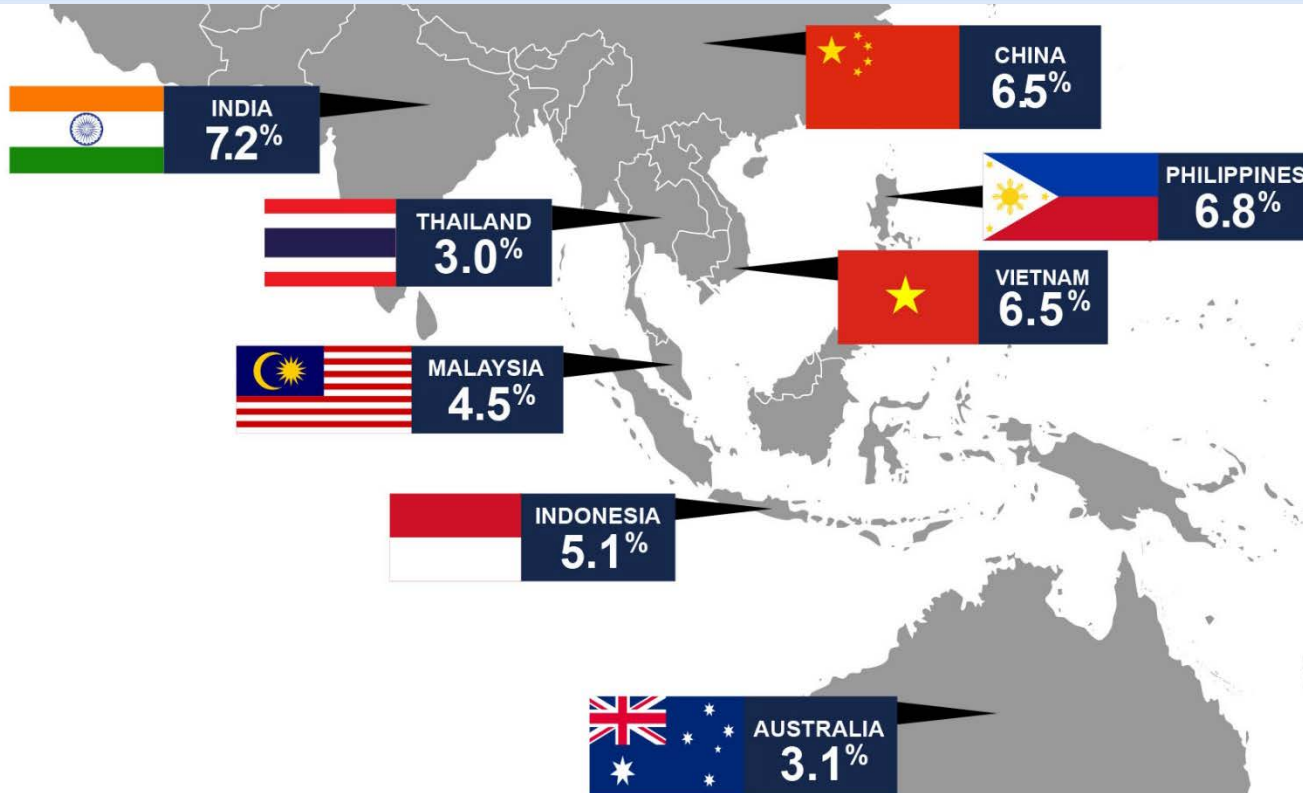 CHINA
6.5%
INDIA
7.2%
PHILIPPINES
6.8%
THAILAND
3.0%
VIETNAM
6.5%
MALAYSIA
4.5%
INDONESIA
5.1%
AUSTRALIA
3.1%